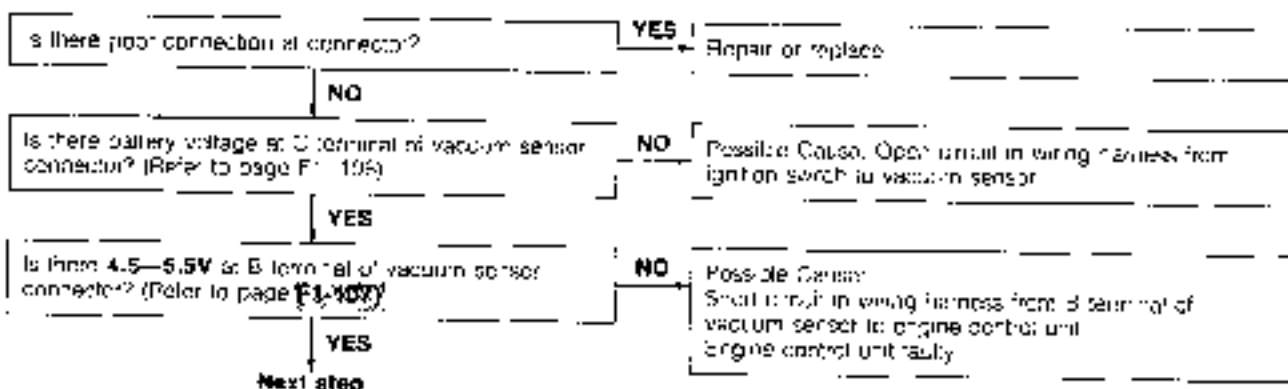 Is there poor connection at connector?
YES
Repair or replace
NO
Is there battery voltage at terminal of vacuum sensor
connector? (Refer to page
NO
Possible Cause: Open circuit in wiring harness from
ignition switch to vacuum sensor
YES
Is there 4.5—5.5V at B terminal of vacuum sensor
connector? (Refer to page F1-107)
NO
Possible Cause:
Short circuit in wiring harness from B terminal of
vacuum sensor to engine control unit
Engine control unit faulty
YES
Next step